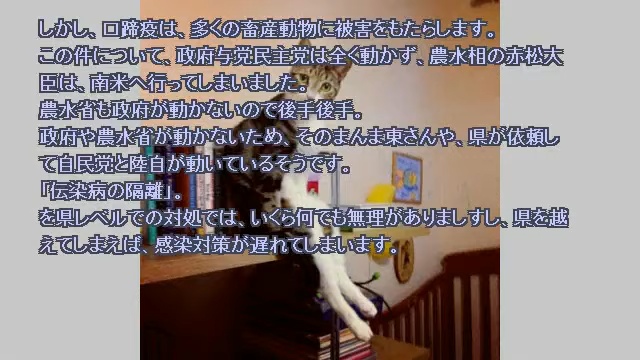 しかし、口蹄疫は、多くの畜産動物に被害をもたらします。
この件について、政府与党民主党は全く動かず、農水相の赤松大
臣は、南米へ行ってしまいました。
農水省も政府が動かないので後手後手。
政府や農水省が動かないため、そのまんま東さんや、県が依頼し
て自民党と陸自が動いているそうです。
「伝染病の隔離」。
を県レベルでの対処では、いくら何でも無理がありましすし、県を越
えてしまえば、感染対策が遅れてしまいます。